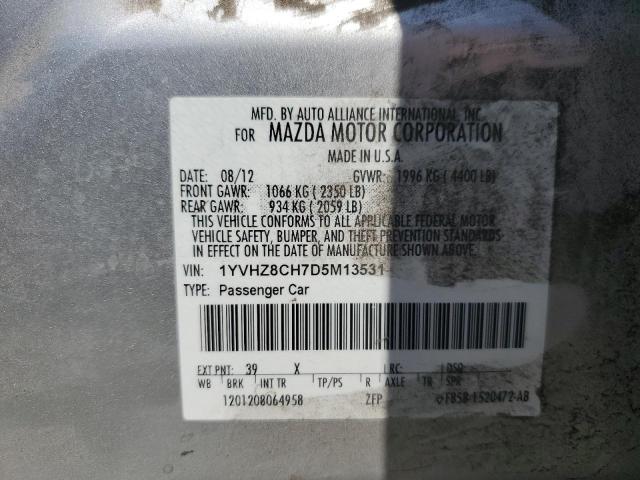 MFD. BY AUTO ALLIANCE INTERNATIONAL, INC.
FOR MAZDA MOTOR CORPORATION
MADE IN U.S.A.
DATE: 08/12 GVWR: 1996 KG ( 4400 LB)
FRONT GAWR: 1066 KG ( 2350 LB)
REAR GAWR: 934 KG ( 2059 LB)
THIS VEHICLE CONFORMS TO ALL APPLICABLE FEDERAL MOTOR
VEHICLE SAFETY, BUMPER, AND THEFT PREVENTION STANDARDS
IN EFFECT ON THE DATE OF MANUFACTURE SHOWN ABOVE.
VIN: 1YVHZ8CH7D5M13531
TYPE: Passenger Car
EXT PNT: 39 X RC: DSO:
WB BRK INT TR TP/PS R AXLE TR SPR
1201208064958 ZFP F858-1520472-AB